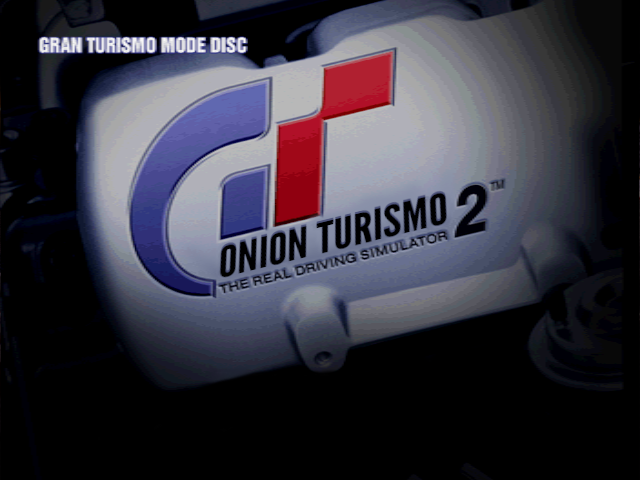 GRAN TURISMO MODE DISC
ONION TURISMO 2™
THE REAL DRIVING SIMULATOR